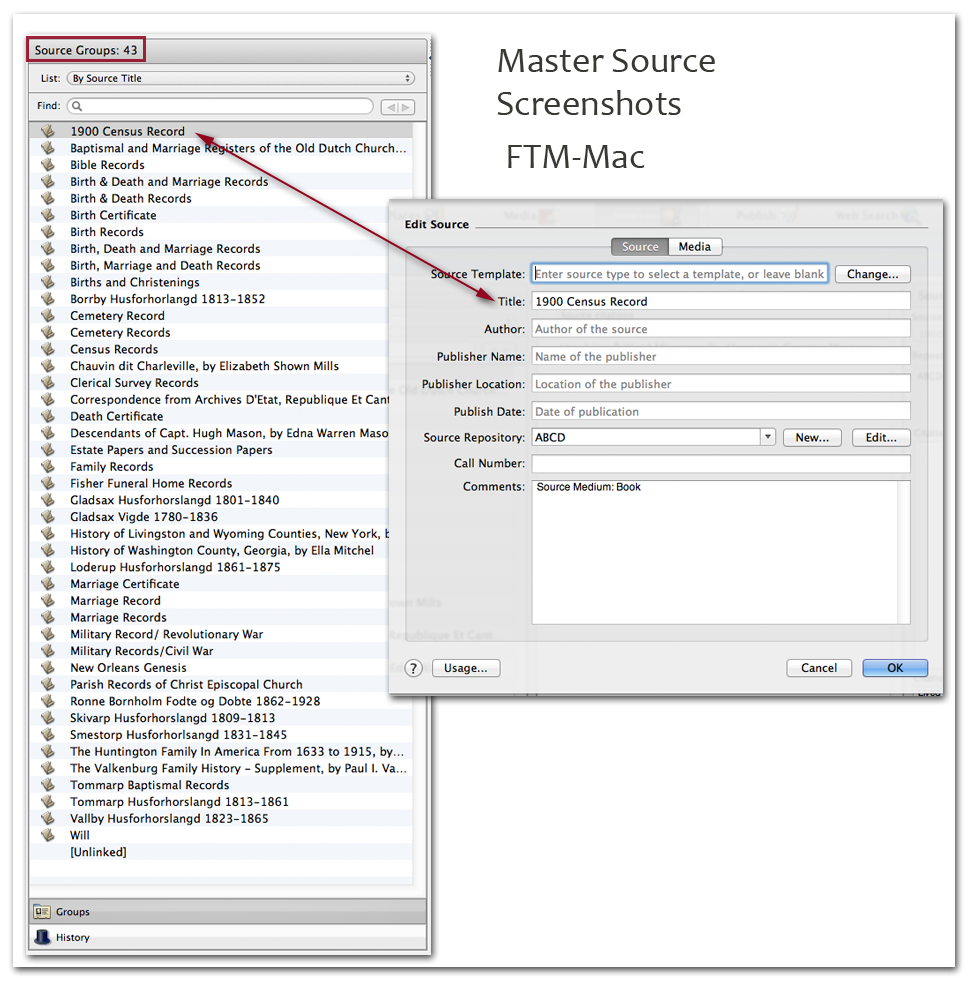 Source Groups: 43
List: By Source Title
Find:
1900 Census Record
Baptismal and Marriage Registers of the Old Dutch Church...
Bible Records
Birth & Death and Marriage Records
Birth & Death Records
Birth Certificate
Birth Records
Birth, Death and Marriage Records
Birth, Marriage and Death Records
Births and Christenings
Borrby Husforhorlangd 1813-1852
Cemetery Record
Cemetery Records
Census Records
Chauvin dit Charleville, by Elizabeth Shown Mills
Clerical Survey Records
Correspondence from Archives D'Etat, Republique Et Cant
Death Certificate
Descendants of Capt. Hugh Mason, by Edna Warren Maso
Estate Papers and Succession Papers
Family Records
Fisher Funeral Home Records
Gladsax Husforhorslangd 1801-1840
Gladsax Vigde 1780-1836
History of Livingston and Wyoming Counties, New York, b
History of Washington County, Georgia, by Ella Mitchel
Loderup Husforhorslangd 1861-1875
Marriage Certificate
Marriage Record
Marriage Records
Military Record/ Revolutionary War
Military Records/Civil War
New Orleans Genesis
Parish Records of Christ Episcopal Church
Ronne Bornholm Fodte og Dobte 1862-1928
Skivarp Husforhorslangd 1809-1813
Smestorp Husforhorlsangd 1831-1845
The Huntington Family In America From 1633 to 1915, by...
The Valkenburg Family History - Supplement, by Paul I. Va...
Tommarp Baptismal Records
Tommarp Husforhorslangd 1813-1861
Vallby Husforhorslangd 1823-1865
Will
[Unlinked]
Groups
History
Master Source
Screenshots
FTM-Mac
Media Publish Web Search
Edit Source
Source Media
Source Template: Enter source type to select a template, or leave blank Change...
Title: 1900 Census Record
Author: Author of the source
Publisher Name: Name of the publisher
Publisher Location: Location of the publisher
Publish Date: Date of publication
Source Repository: ABCD New... Edit...
Call Number:
Comments: Source Medium: Book
? Usage... Cancel OK